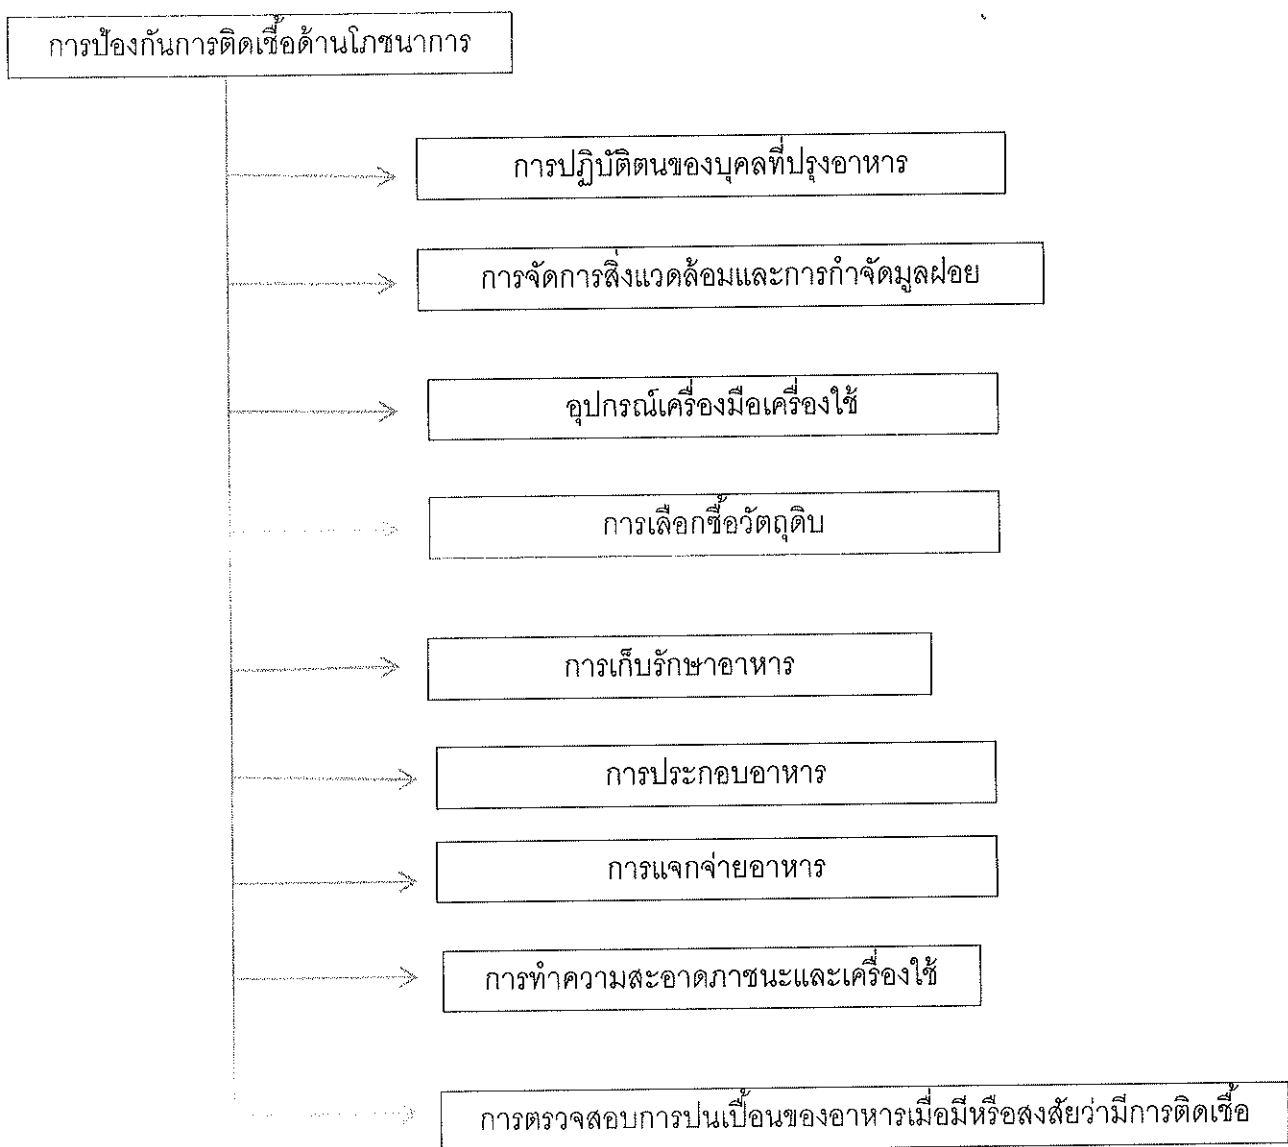 การป้องกันการติดเชื้อด้านโภชนาการ
การปฏิบัติตนของบุคลที่ปรุงอาหาร
การจัดการสิ่งแวดล้อมและการกำจัดมูลฝอย
อุปกรณ์เครื่องมือเครื่องใช้
การเลือกซื้อวัตถุดิบ
การเก็บรักษาอาหาร
การประกอบอาหาร
การแจกจ่ายอาหาร
การทำความสะอาดภาชนะและเครื่องใช้
การตรวจสอบการปนเปื้อนของอาหารเมื่อมีหรือสงสัยว่ามีการติดเชื้อ